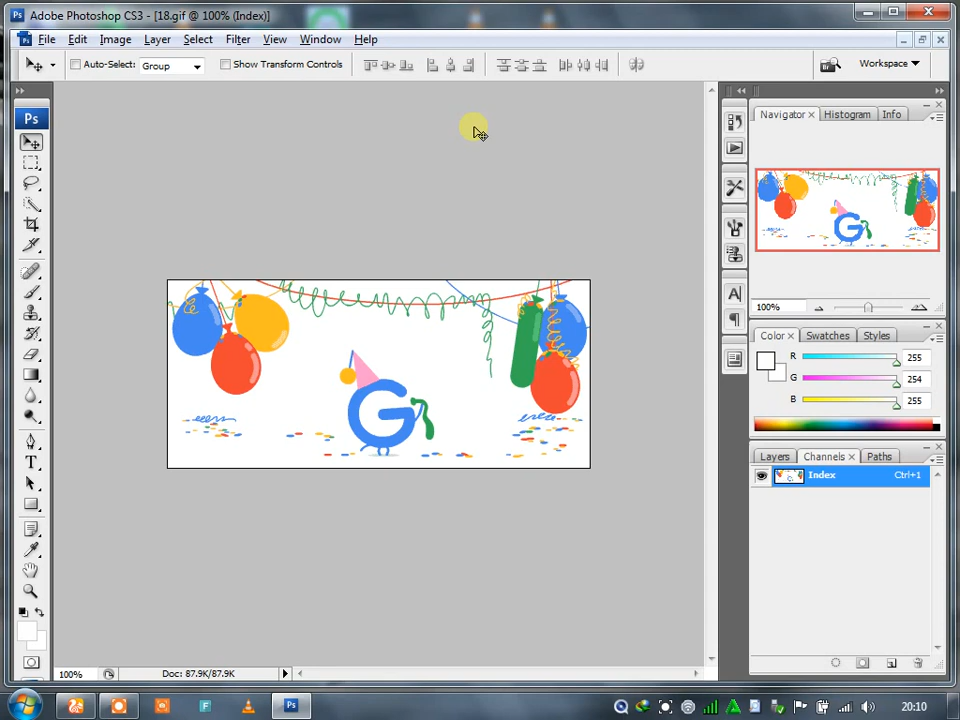 Ps Adobe Photoshop CS3 - [18.gif @ 100% (Index)]
File Edit Image Layer Select Filter View Window Help
Auto-Select: Group Show Transform Controls Workspace
Ps
Navigator Histogram Info
100%
Color Swatches Styles
R 255
G 254
B 255
Layers Channels Paths
Index Ctrl+1
G
100% Doc: 87.9K/87.9K
Ps 20:10